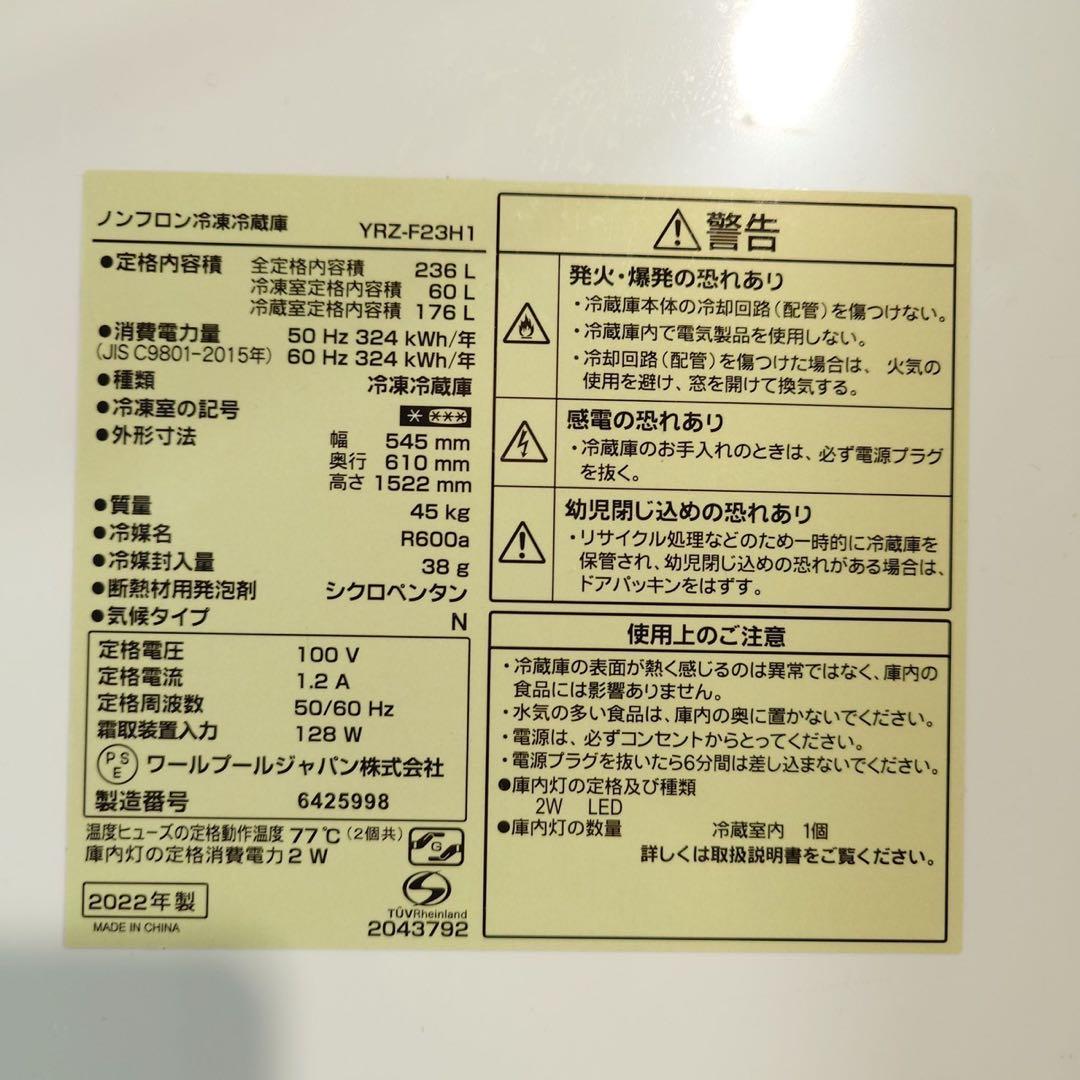 ノンフロン冷凍冷蔵庫 YRZ-F23H1
●定格内容積 全定格内容積 236 L
冷凍室定格内容積 60 L
冷蔵室定格内容積 176 L
●消費電力量 50 Hz 324 kWh/年
(JIS C9801-2015年) 60 Hz 324 kWh/年
●種類 冷凍冷蔵庫
●冷凍室の記号 * ***
●外形寸法 幅 545 mm
奥行 610 mm
高さ 1522 mm
●質量 45 kg
●冷媒名 R600a
●冷媒封入量 38 g
●断熱材用発泡剤 シクロペンタン
●気候タイプ N
定格電圧 100 V
定格電流 1.2 A
定格周波数 50/60 Hz
霜取装置入力 128 W
PSE ワールプールジャパン株式会社
製造番号 6425998
温度ヒューズの定格動作温度 77℃ (2個共)
庫内灯の定格消費電力 2 W
G
2022年製
MADE IN CHINA
TÜVRheinland
2043792
警告
発火・爆発の恐れあり
・冷蔵庫本体の冷却回路(配管)を傷つけない。
・冷蔵庫内で電気製品を使用しない。
・冷却回路(配管)を傷つけた場合は、火気の
使用を避け、窓を開けて換気する。
感電の恐れあり
・冷蔵庫のお手入れのときは、必ず電源プラグ
を抜く。
幼児閉じ込めの恐れあり
・リサイクル処理などのため一時的に冷蔵庫を
保管され、幼児閉じ込めの恐れがある場合は、
ドアパッキンをはずす。
使用上のご注意
・冷蔵庫の表面が熱く感じるのは異常ではなく、庫内の
食品には影響ありません。
・水気の多い食品は、庫内の奥に置かないでください。
・電源は、必ずコンセントからとってください。
・電源プラグを抜いたら6分間は差し込まないでください。
●庫内灯の定格及び種類
2W LED
●庫内灯の数量 冷蔵室内 1個
詳しくは取扱説明書をご覧ください。